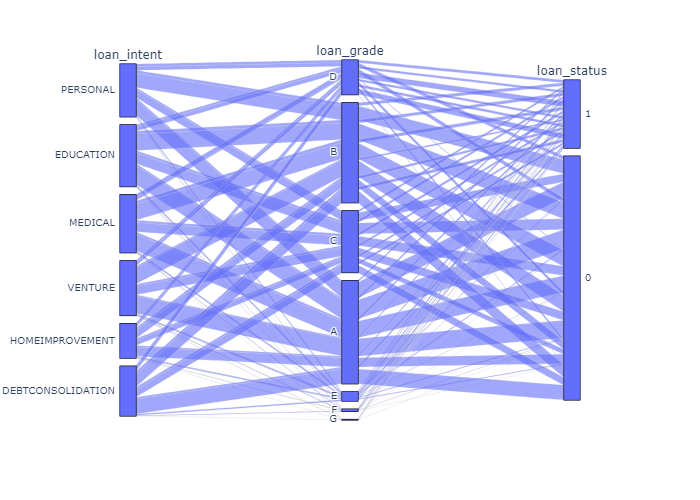 loan_intent
loan_grade
loan_status
PERSONAL
EDUCATION
MEDICAL
VENTURE
HOMEIMPROVEMENT
DEBTCONSOLIDATION
D
B
C
A
E
F
G
1
0